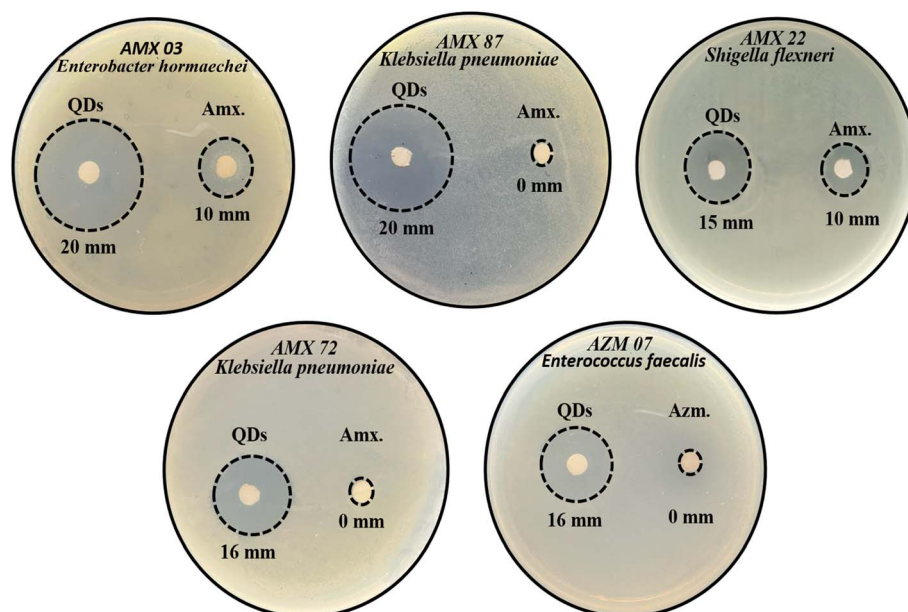 AMX 03
Enterobacter hormaechei
QDs
Amx.
10 mm
20 mm
AMX 87
Klebsiella pneumoniae
QDs
Amx.
0 mm
20 mm
AMX 22
Shigella flexneri
QDs
Amx.
15 mm
10 mm
AMX 72
Klebsiella pneumoniae
QDs
Amx.
0 mm
16 mm
AZM 07
Enterococcus faecalis
QDs
Azm.
16 mm
0 mm